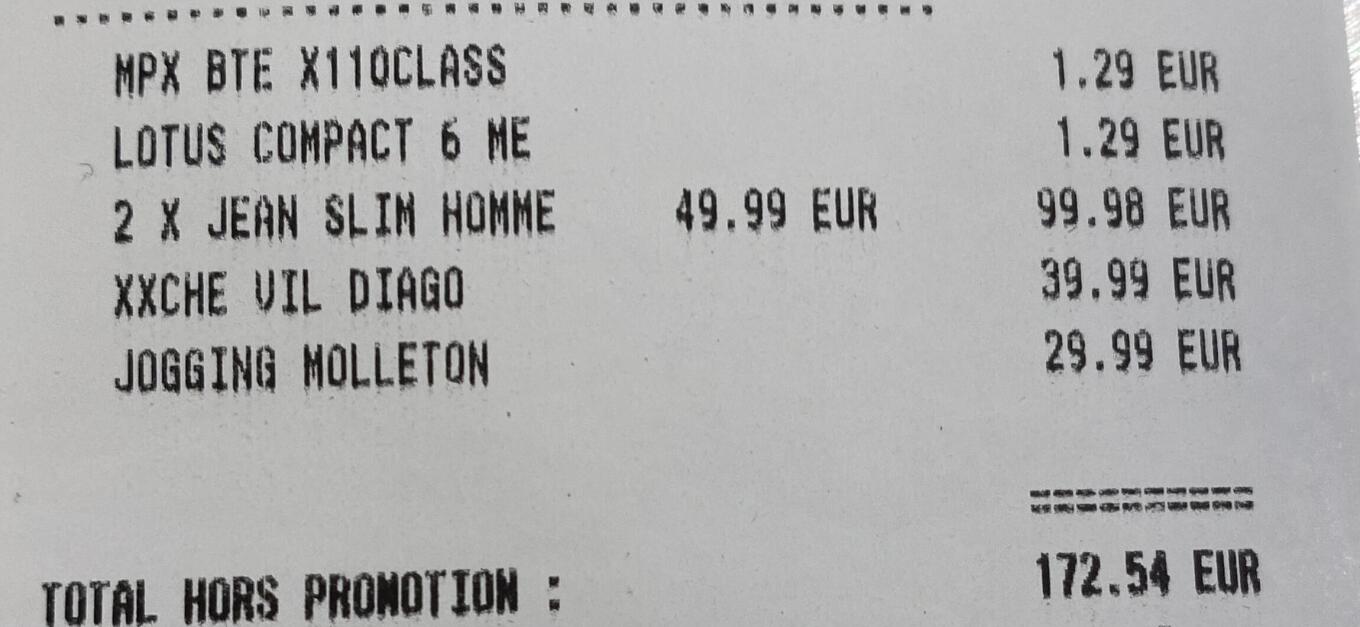 MPX BTE X110CLASS 1.29 EUR
LOTUS COMPACT 6 ME 1.29 EUR
2 X JEAN SLIM HOMME 49.99 EUR 99.98 EUR
XXCHE VIL DIAGO 39.99 EUR
JOGGING MOLLETON 29.99 EUR
==========
TOTAL HORS PROMOTION : 172.54 EUR